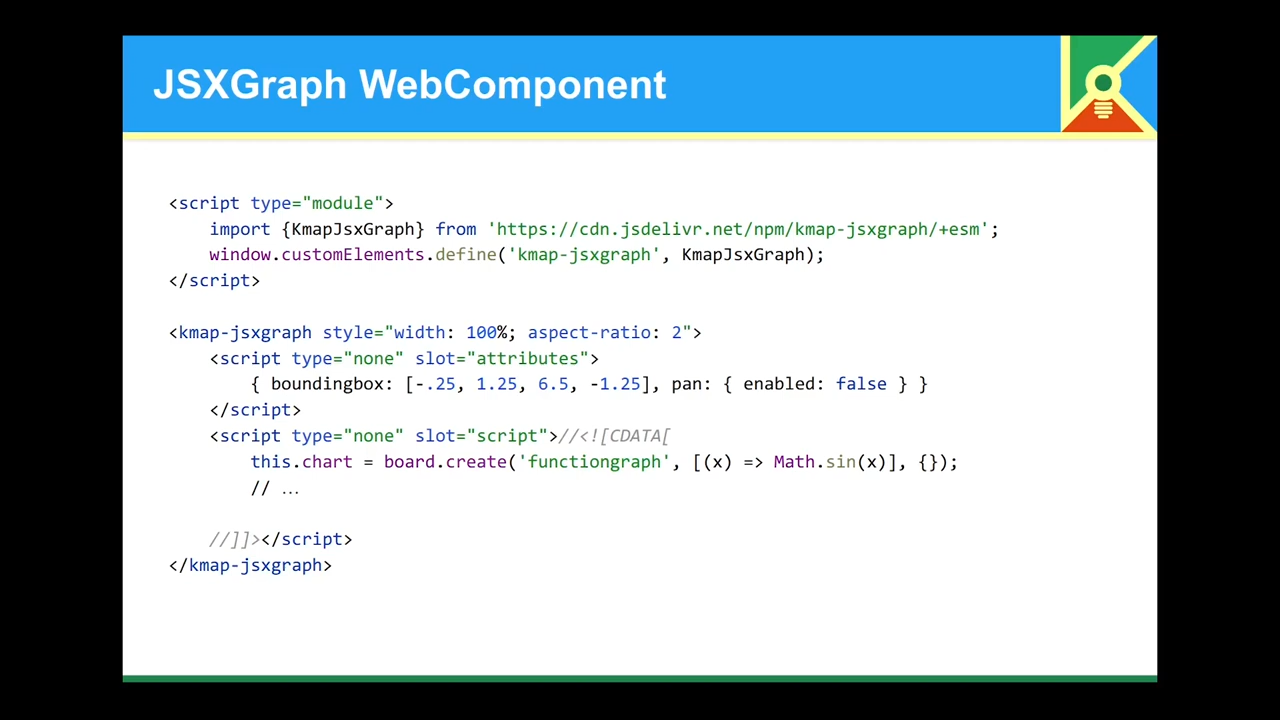 JSXGraph WebComponent
<script type="module">
    import {KmapJsxGraph} from 'https://cdn.jsdelivr.net/npm/kmap-jsxgraph/+esm';
    window.customElements.define('kmap-jsxgraph', KmapJsxGraph);
</script>
<kmap-jsxgraph style="width: 100%; aspect-ratio: 2">
    <script type="none" slot="attributes">
        { boundingbox: [-.25, 1.25, 6.5, -1.25], pan: { enabled: false } }
    </script>
    <script type="none" slot="script">//<![CDATA[
        this.chart = board.create('functiongraph', [(x) => Math.sin(x)], {});
        // …
    //]]></script>
</kmap-jsxgraph>